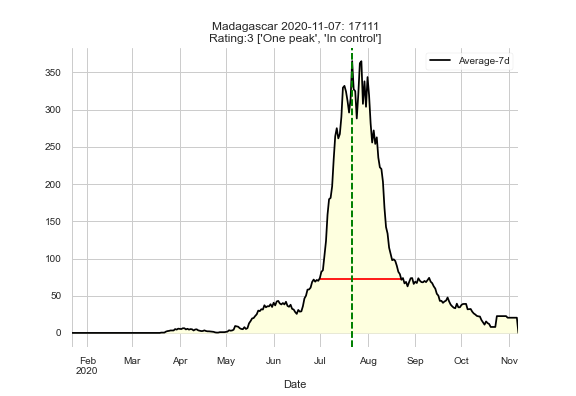 Madagascar 2020-11-07: 17111
Rating:3 ['One peak', 'In control']
Average-7d
350
300
250
200
150
100
50
0
Feb Mar Apr May Jun Jul Aug Sep Oct Nov
2020
Date